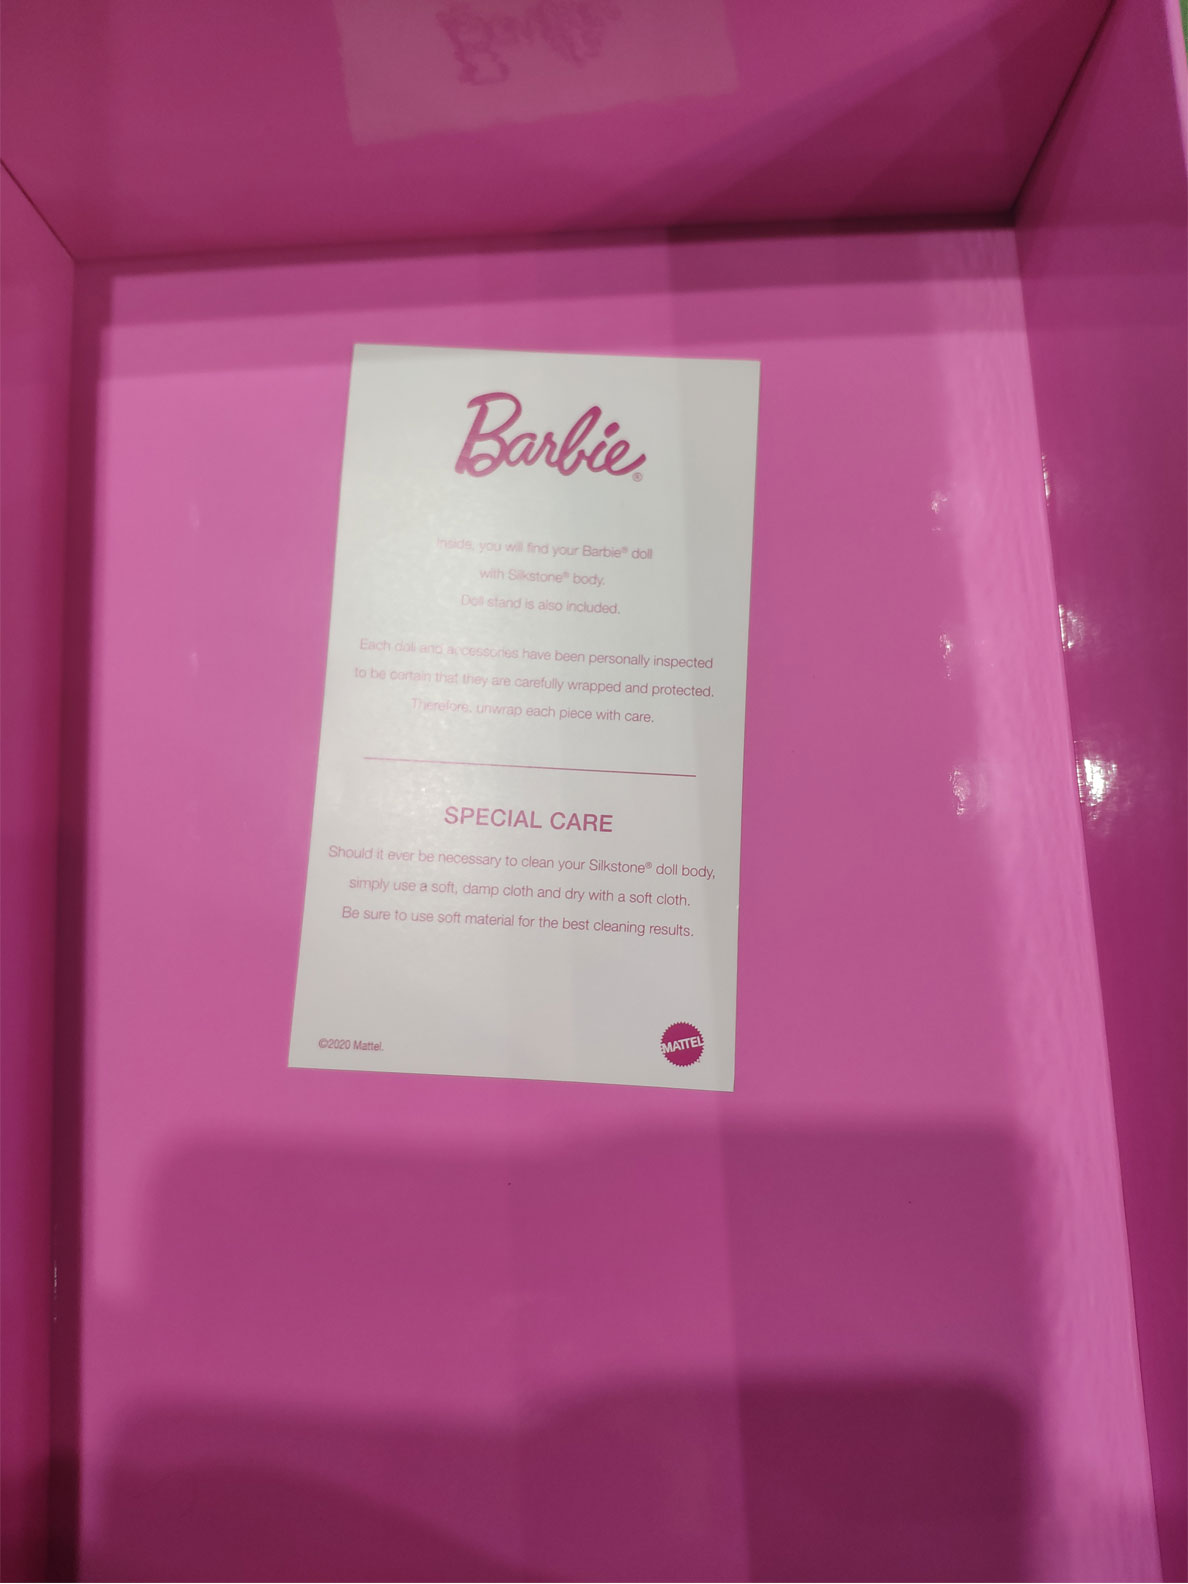 Barbie®
Inside, you will find your Barbie® doll
with Silkstone® body.
Doll stand is also included.
Each doll and accessories have been personally inspected
to be certain that they are carefully wrapped and protected.
Therefore, unwrap each piece with care.
SPECIAL CARE
Should it ever be necessary to clean your Silkstone® doll body,
simply use a soft, damp cloth and dry with a soft cloth.
Be sure to use soft material for the best cleaning results.
©2020 Mattel.
MATTEL